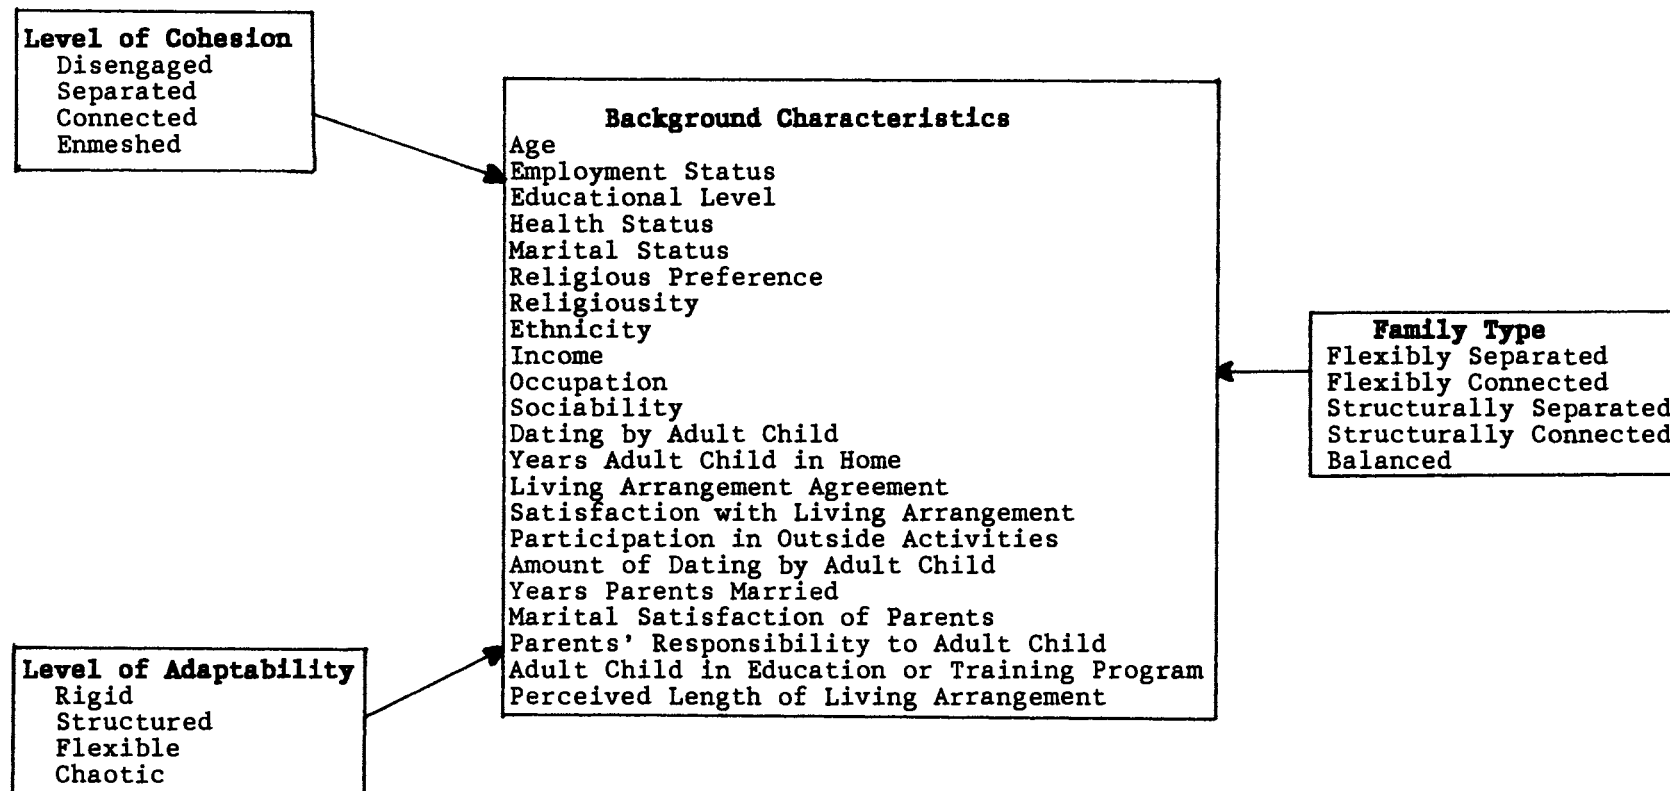 Level of Cohesion
Disengaged
Separated
Connected
Enmeshed
Background Characteristics
Age
Employment Status
Educational Level
Health Status
Marital Status
Religious Preference
Religiousity
Ethnicity
Income
Occupation
Sociability
Dating by Adult Child
Years Adult Child in Home
Living Arrangement Agreement
Satisfaction with Living Arrangement
Participation in Outside Activities
Amount of Dating by Adult Child
Years Parents Married
Marital Satisfaction of Parents
Parents' Responsibility to Adult Child
Adult Child in Education or Training Program
Perceived Length of Living Arrangement
Family Type
Flexibly Separated
Flexibly Connected
Structurally Separated
Structurally Connected
Balanced
Level of Adaptability
Rigid
Structured
Flexible
Chaotic